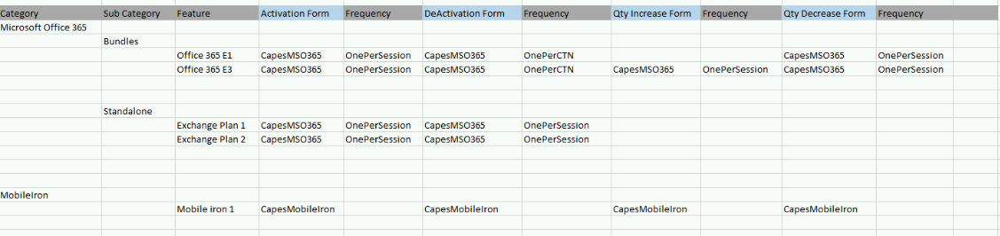 Category Sub Category Feature Activation Form Frequency DeActivation Form Frequency Qty Increase Form Frequency Qty Decrease Form Frequency
Microsoft Office 365
Bundles
Office 365 E1 CapesMSO365 OnePerSession CapesMSO365 OnePerCTN CapesMSO365 OnePerSession
Office 365 E3 CapesMSO365 OnePerSession CapesMSO365 OnePerCTN CapesMSO365 OnePerSession CapesMSO365 OnePerSession
Standalone
Exchange Plan 1 CapesMSO365 OnePerSession CapesMSO365 OnePerSession
Exchange Plan 2 CapesMSO365 OnePerSession CapesMSO365 OnePerSession
MobileIron
Mobile iron 1 CapesMobileIron CapesMobileIron CapesMobileIron CapesMobileIron